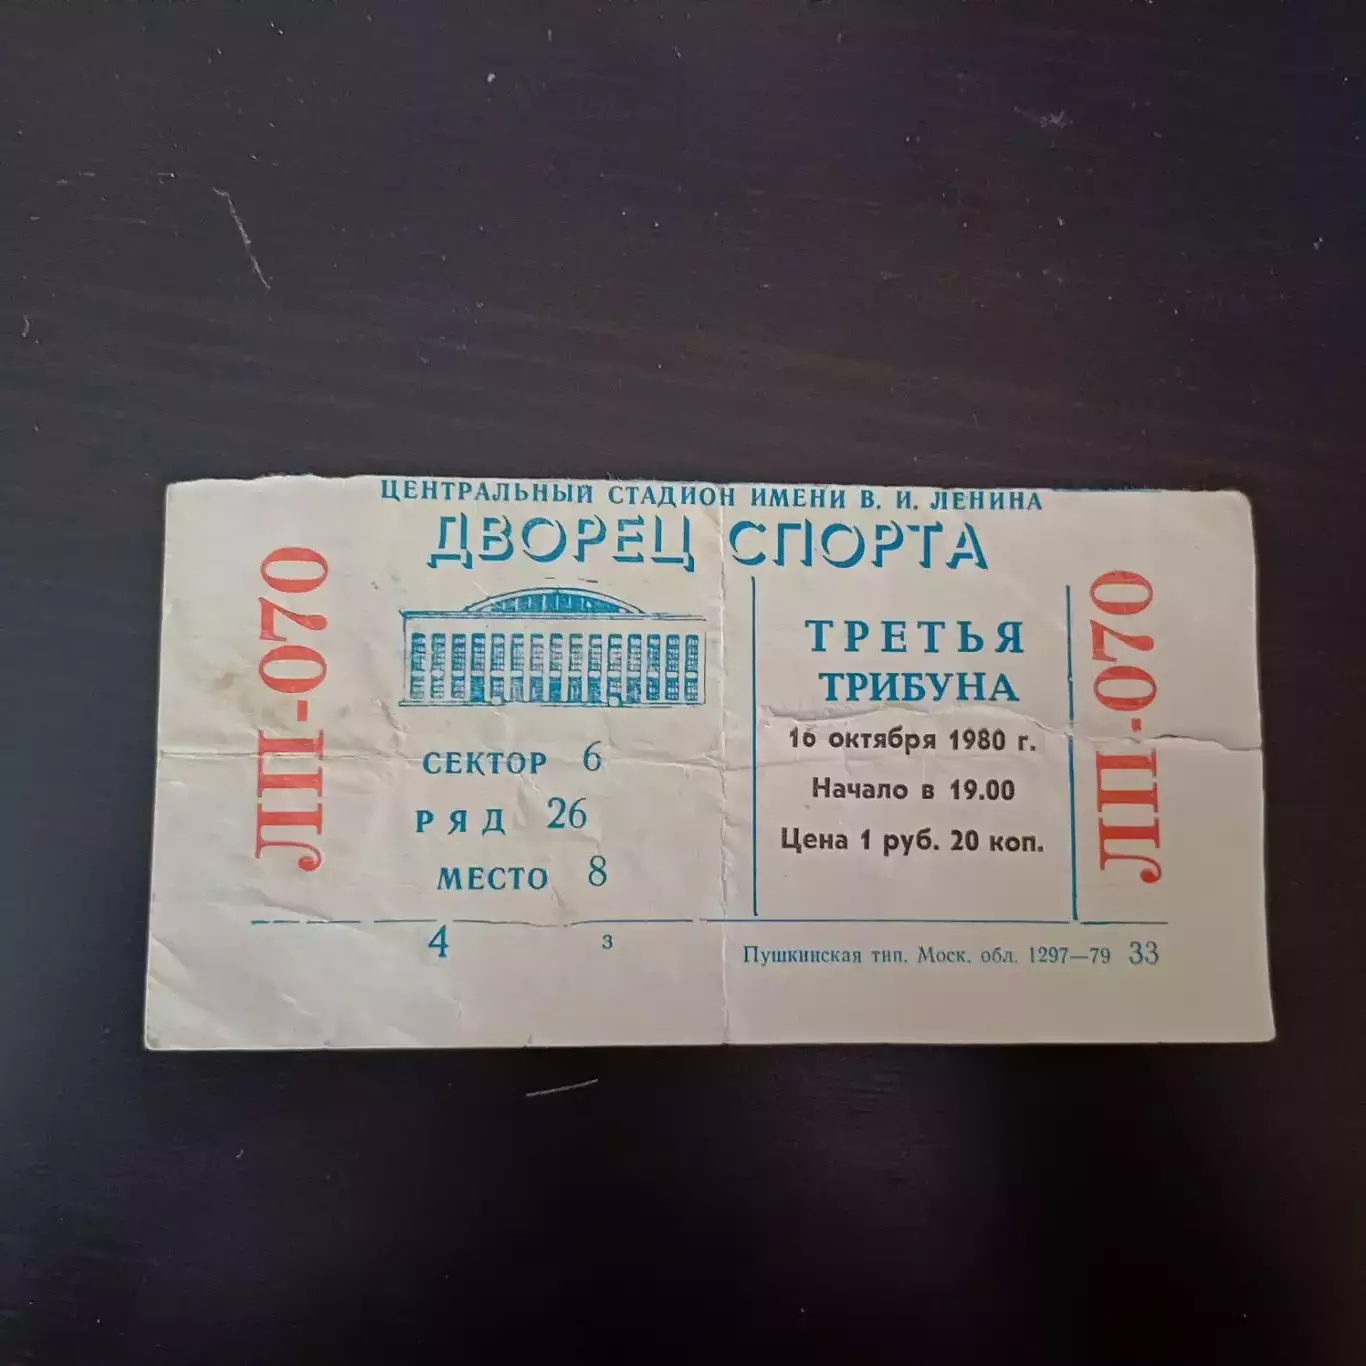 ЦЕНТРАЛЬНЫЙ СТАДИОН ИМЕНИ В. И. ЛЕНИНА
ДВОРЕЦ СПОРТА
ЛП-070
СЕКТОР 6
РЯД 26
МЕСТО 8
ТРЕТЬЯ
ТРИБУНА
16 октября 1980 г.
Начало в 19.00
Цена 1 руб. 20 коп.
ЛП-070
4
3
Пушкинская тип. Моск. обл. 1297—79 33